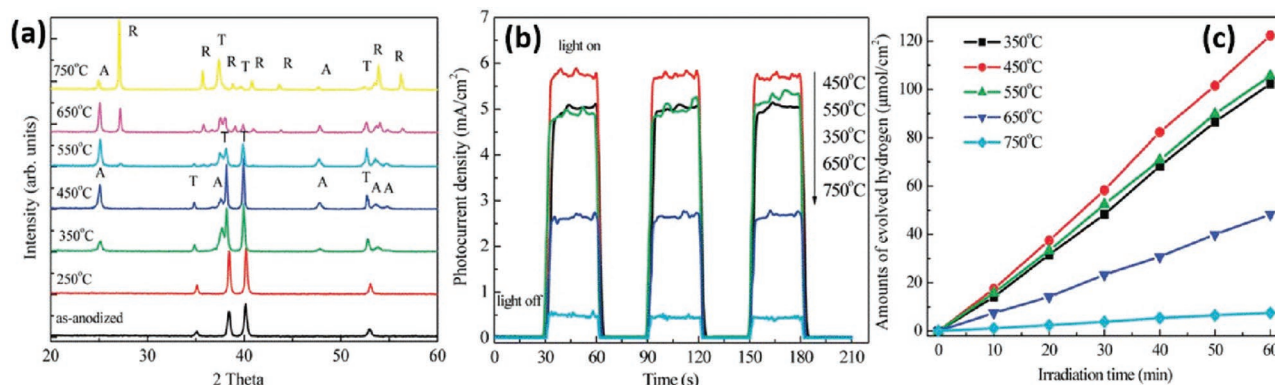 (a)
R
R
T
R
R
T
R
R
A
T
R
R
A
750°C
650°C
T
T
550°C
A
T
A
A
T
A A
450°C
350°C
250°C
as-anodized
Intensity (arb. units)
20 30 40 50 60
2 Theta
(b)
light on
450°C
550°C
350°C
650°C
750°C
light off
Photocurrent density (mA/cm²)
7
6
5
4
3
2
1
0
0 30 60 90 120 150 180 210
Time (s)
(c)
350°C
450°C
550°C
650°C
750°C
Amounts of evolved hydrogen (μmol/cm²)
120
100
80
60
40
20
0
0 10 20 30 40 50 60
Irradiation time (min)